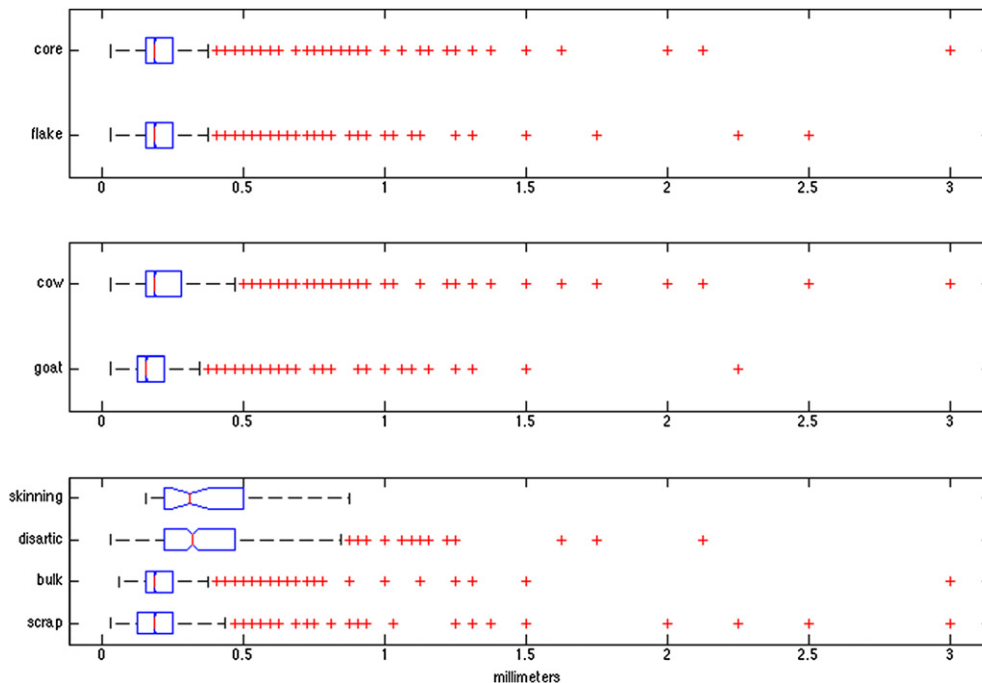 core
flake
0 0.5 1 1.5 2 2.5 3
cow
goat
0 0.5 1 1.5 2 2.5 3
skinning
disartic
bulk
scrap
0 0.5 1 1.5 2 2.5 3
millimeters